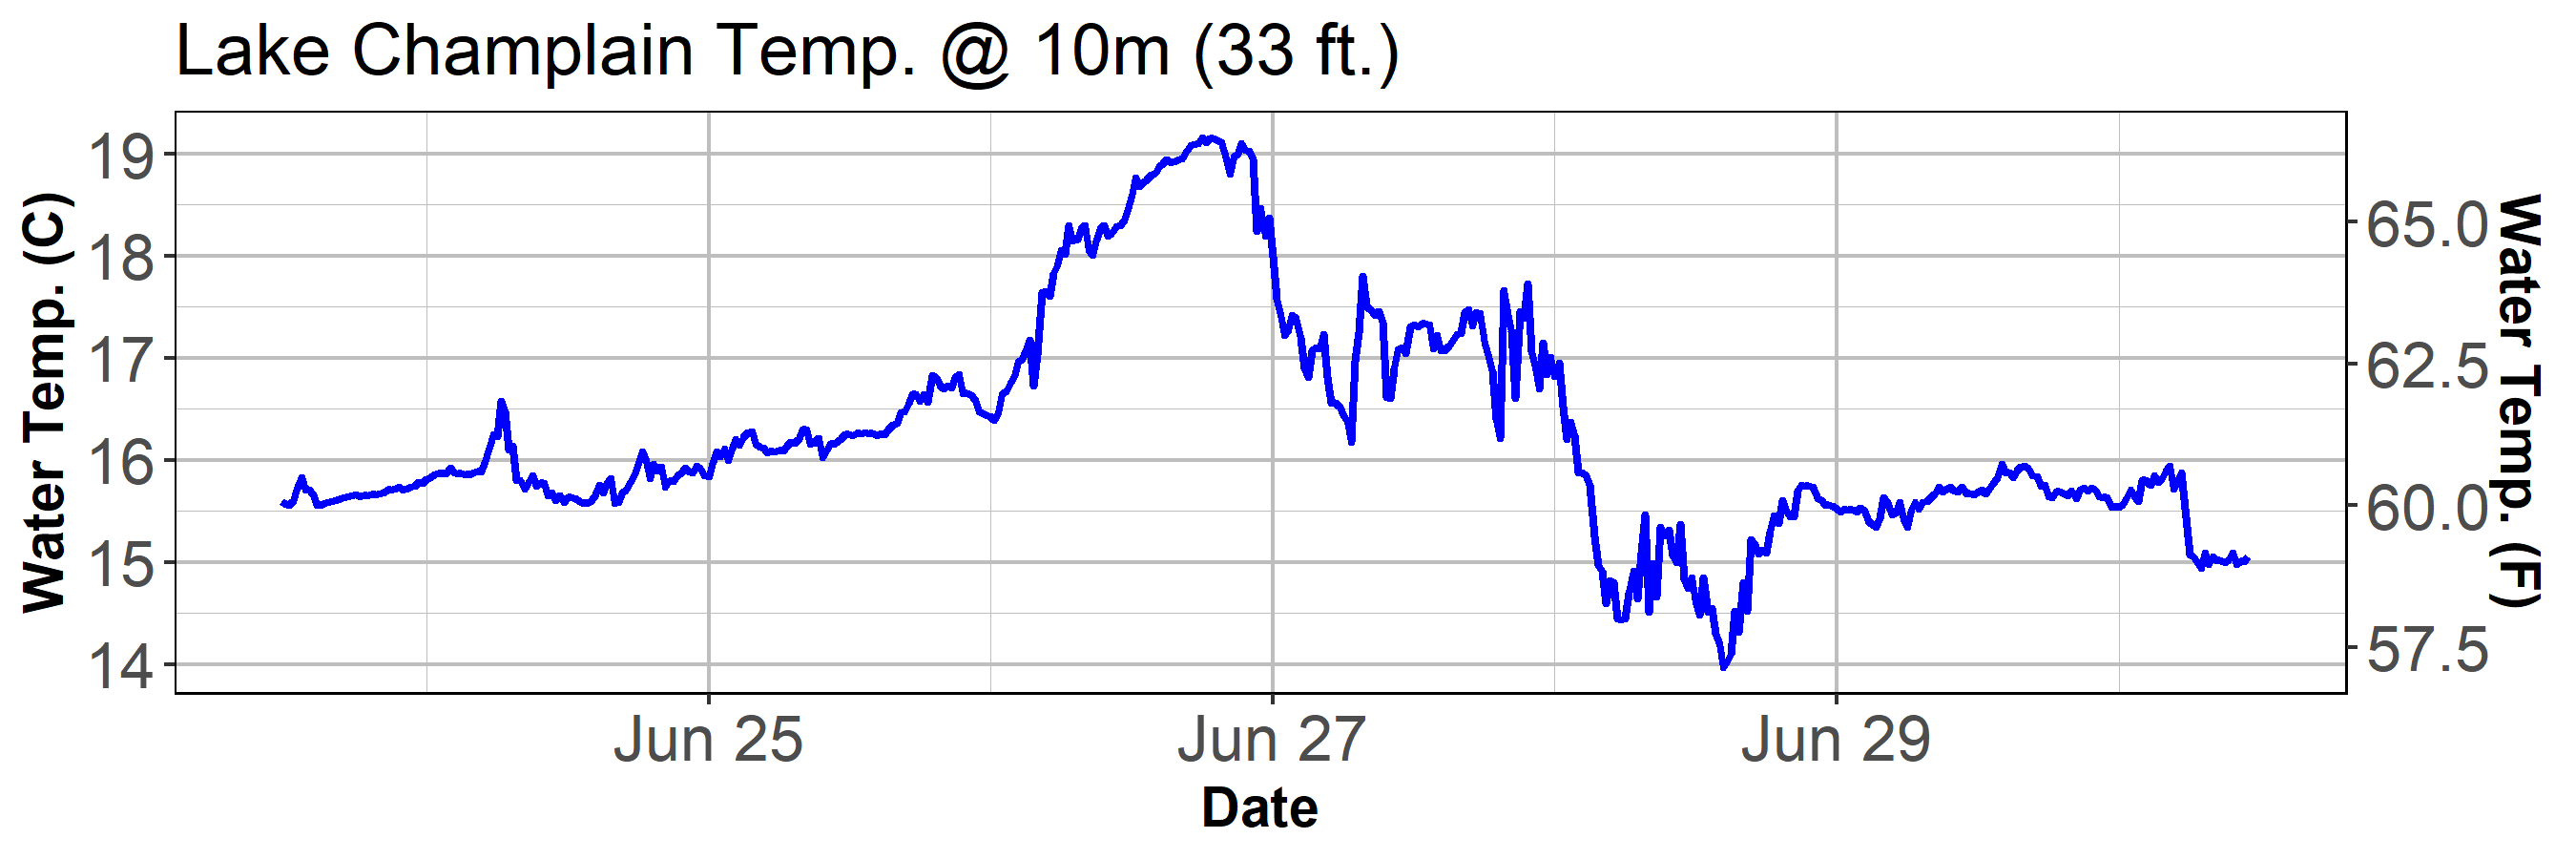 Lake Champlain Temp. @ 10m (33 ft.)
Water Temp. (C)
19
18
17
16
15
14
65.0
62.5
60.0
57.5
Water Temp. (F)
Jun 25
Jun 27
Jun 29
Date